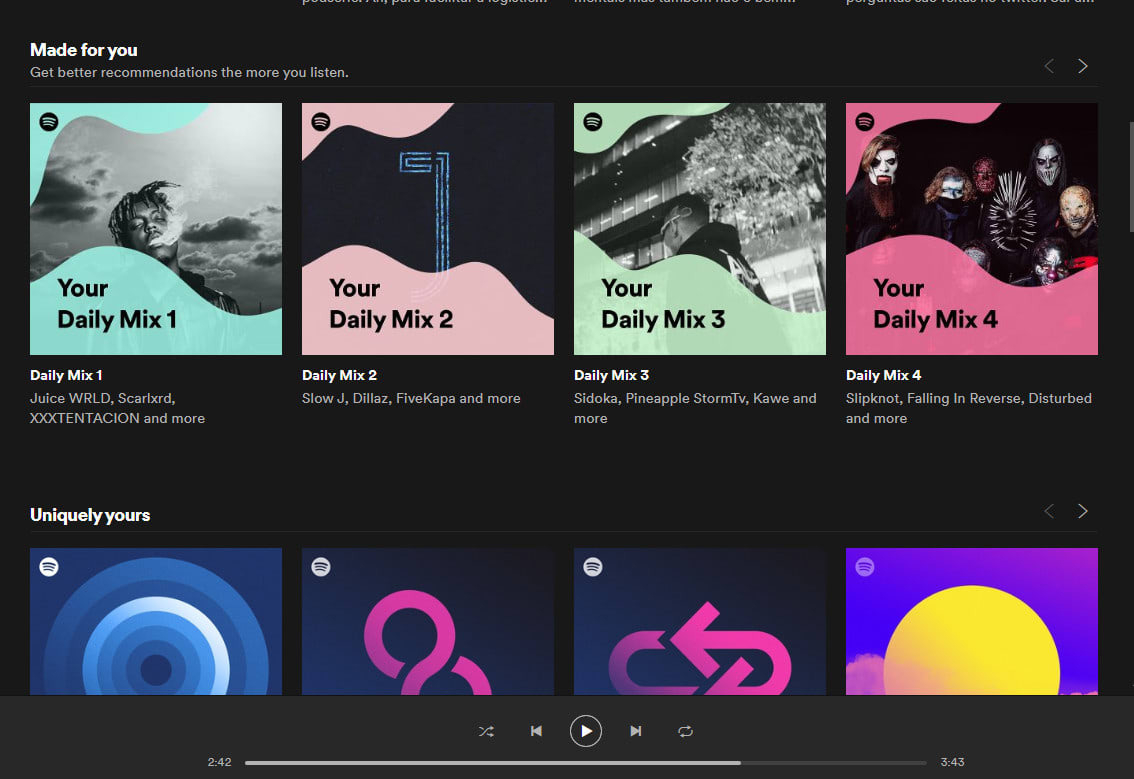 Made for you
Get better recommendations the more you listen.
Your
Daily Mix 1
Your
Daily Mix 2
Your
Daily Mix 3
Your
Daily Mix 4
Daily Mix 1
Juice WRLD, Scarlxrd,
XXXTENTACION and more
Daily Mix 2
Slow J, Dillaz, FiveKapa and more
Daily Mix 3
Sidoka, Pineapple StormTv, Kawe and
more
Daily Mix 4
Slipknot, Falling In Reverse, Disturbed
and more
Uniquely yours
2:42
3:43